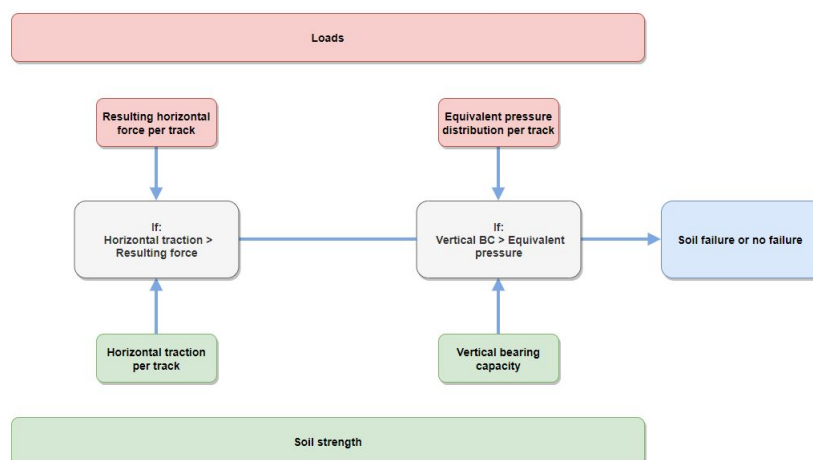 Loads
Resulting horizontal
force per track
Equivalent pressure
distribution per track
If:
Horizontal traction >
Resulting force
If:
Vertical BC > Equivalent
pressure
Soil failure or no failure
Horizontal traction
per track
Vertical bearing
capacity
Soil strength